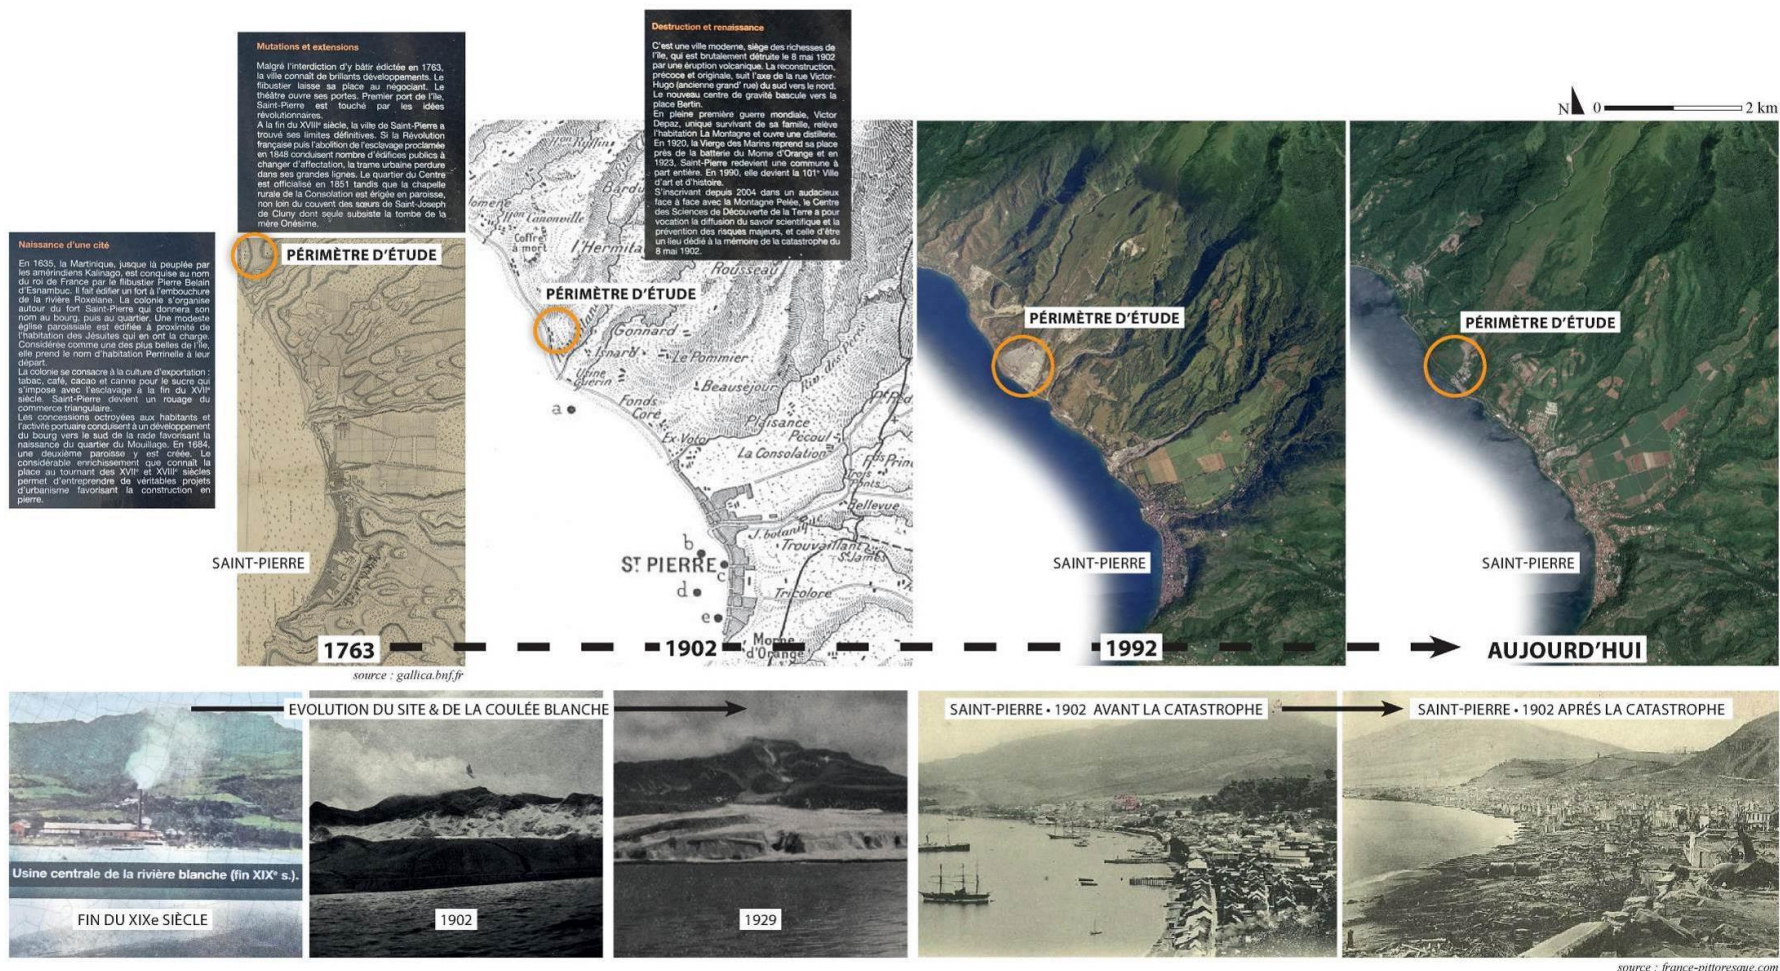 Naissance d'une cité
En 1635, la Martinique, jusque là peuplée par
les amérindiens Kalinago, est conquise au nom
du roi de France par le flibustier Pierre Belain
d'Esnambuc. Il fait édifier un fort à l'embouchure
de la rivière Roxelane. La colonie s'organise
autour du fort Saint-Pierre qui donnera son
nom au bourg, puis au quartier. Une modeste
église paroissiale est édifiée à proximité de
l'habitation des Jésuites qui en ont la charge.
Considérée comme une des plus belles de l'île,
elle prend le nom d'habitation Perrinelle à leur
départ.
La colonie se consacre à la culture d'exportation :
tabac, café, cacao et canne pour le sucre qui
s'impose avec l'esclavage à la fin du XVIIe
siècle. Saint-Pierre devient un rouage du
commerce triangulaire.
Les concessions octroyées aux habitants et
l'activité portuaire conduisent à un développement
du bourg vers le sud de la rade favorisant la
naissance du quartier du Mouillage. En 1684,
une deuxième paroisse y est créée. Le
considérable enrichissement que connaît la
place au tournant des XVIIe et XVIIIe siècles
permet d'entreprendre de véritables projets
d'urbanisme favorisant la construction en
pierre.
Mutations et extensions
Malgré l'interdiction d'y bâtir édictée en 1763,
la ville connaît de brillants développements. Le
flibustier laisse sa place au négociant. Le
théâtre ouvre ses portes. Premier port de l'île,
Saint-Pierre est touché par les idées
révolutionnaires.
A la fin du XVIIIe siècle, la ville de Saint-Pierre a
trouvé ses limites définitives. Si la Révolution
française puis l'abolition de l'esclavage proclamée
en 1848 conduisent nombre d'édifices publics à
changer d'affectation, la trame urbaine perdure
dans ses grandes lignes. Le quartier du Centre
est officialisé en 1851 tandis que la chapelle
rurale de la Consolation est érigée en paroisse,
non loin du couvent des sœurs de Saint-Joseph
de Cluny dont seule subsiste la tombe de la
mère Onésime.
Destruction et renaissance
C'est une ville moderne, siège des richesses de
l'île, qui est brutalement détruite le 8 mai 1902
par une éruption volcanique. La reconstruction,
précoce et originale, suit l'axe de la rue Victor-
Hugo (ancienne grand' rue) du sud vers le nord.
Le nouveau centre de gravité bascule vers la
place Bertin.
En pleine première guerre mondiale, Victor
Depaz, unique survivant de sa famille, relève
l'habitation La Montagne et ouvre une distillerie.
En 1920, la Vierge des Marins reprend sa place
près de la batterie du Morne d'Orange et en
1923, Saint-Pierre redevient une commune à
part entière. En 1990, elle devient la 101e Ville
d'art et d'histoire.
S'inscrivant depuis 2004 dans un audacieux
face à face avec la Montagne Pelée, le Centre
des Sciences de Découverte de la Terre a pour
vocation la diffusion du savoir scientifique et la
prévention des risques majeurs, et celle d'être
un lieu dédié à la mémoire de la catastrophe du
8 mai 1902.
N 0 2 km
PÉRIMÈTRE D'ÉTUDE
SAINT-PIERRE
1763
source : gallica.bnf.fr
Hon Canonville
Coffre
à mort
l'Hermita
Rousseau
PÉRIMÈTRE D'ÉTUDE
Gonnard
Isnard
Le Pommier
Usine
Guerin
Beauséjour
a
Fonds
Coré
Ex-Voto
Plaisance
Pécoul
La Consolation
Trois
Ponts
Bellevue
J. botaniq
Trouvaillant
St James
b
ST PIERRE
c
d
Tricolore
e
Morne
d'Orange
1902
PÉRIMÈTRE D'ÉTUDE
SAINT-PIERRE
1992
PÉRIMÈTRE D'ÉTUDE
SAINT-PIERRE
AUJOURD'HUI
EVOLUTION DU SITE & DE LA COULÉE BLANCHE
Usine centrale de la rivière blanche (fin XIXe s.).
FIN DU XIXe SIÈCLE
1902
1929
SAINT-PIERRE • 1902 AVANT LA CATASTROPHE
SAINT-PIERRE • 1902 APRÉS LA CATASTROPHE
source : france-pittoresque.com